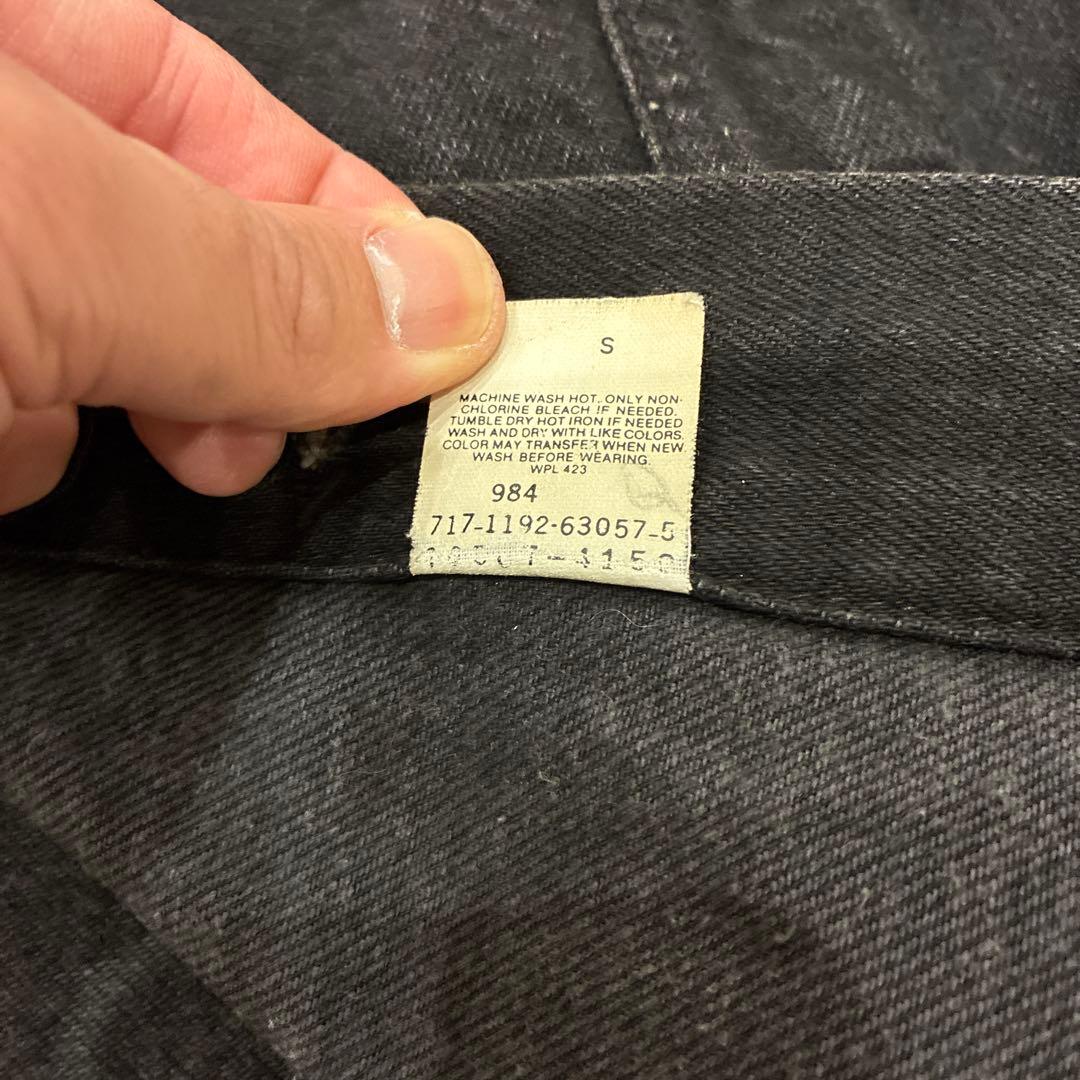 S
MACHINE WASH HOT. ONLY NON-
CHLORINE BLEACH IF NEEDED.
TUMBLE DRY HOT IRON IF NEEDED
WASH AND DRY WITH LIKE COLORS.
COLOR MAY TRANSFER WHEN NEW
WASH BEFORE WEARING.
WPL 423
984
717-1192-63057-5